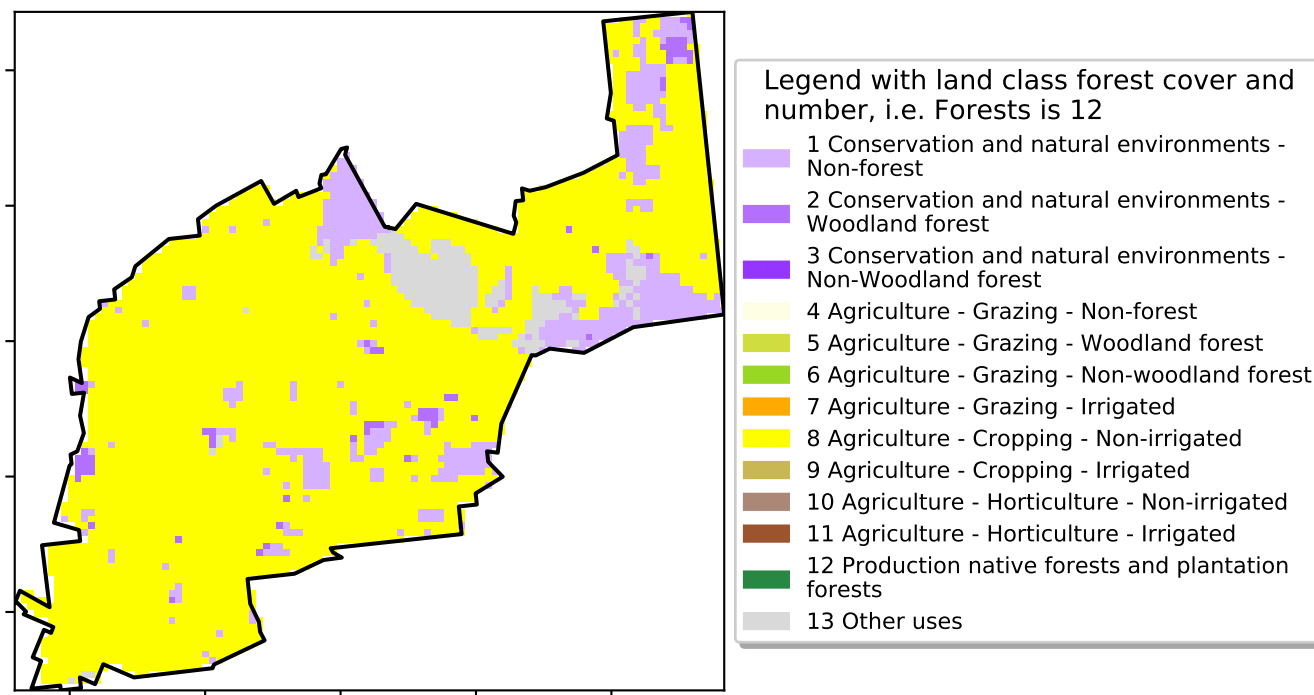 Legend with land class forest cover and
number, i.e. Forests is 12
1 Conservation and natural environments -
Non-forest
2 Conservation and natural environments -
Woodland forest
3 Conservation and natural environments -
Non-Woodland forest
4 Agriculture - Grazing - Non-forest
5 Agriculture - Grazing - Woodland forest
6 Agriculture - Grazing - Non-woodland forest
7 Agriculture - Grazing - Irrigated
8 Agriculture - Cropping - Non-irrigated
9 Agriculture - Cropping - Irrigated
10 Agriculture - Horticulture - Non-irrigated
11 Agriculture - Horticulture - Irrigated
12 Production native forests and plantation
forests
13 Other uses